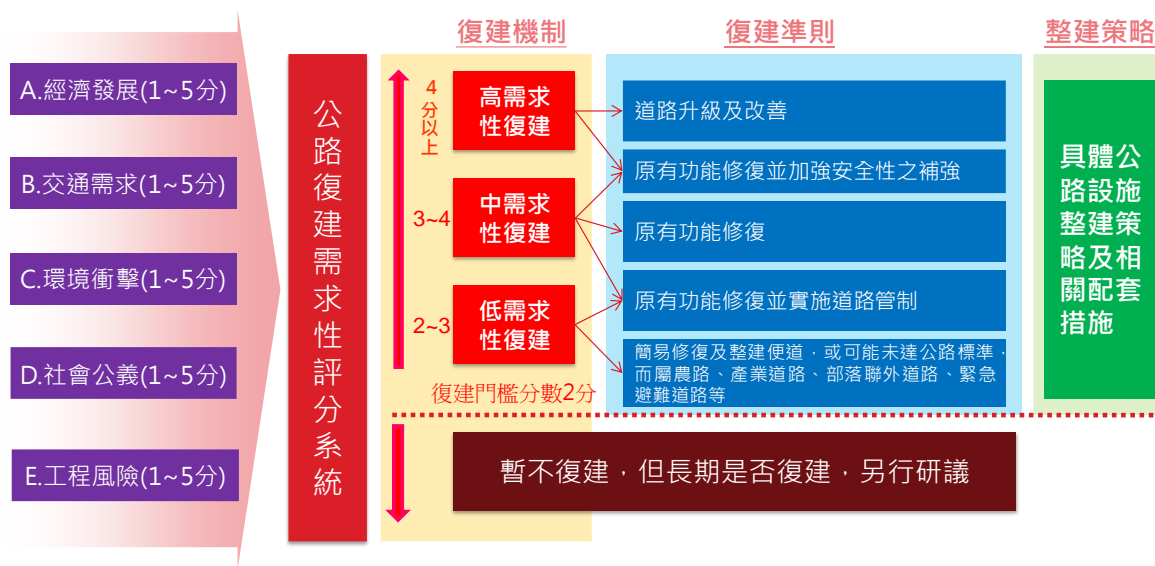 復建機制
復建準則
整建策略
A.經濟發展(1~5分)
B.交通需求(1~5分)
C.環境衝擊(1~5分)
D.社會公義(1~5分)
E.工程風險(1~5分)
公路復建需求性評分系統
4分以上
高需求
性復建
3~4
中需求
性復建
2~3
低需求
性復建
復建門檻分數2分
道路升級及改善
原有功能修復並加強安全性之補強
原有功能修復
原有功能修復並實施道路管制
簡易修復及整建便道，或可能未達公路標準，
而屬農路、產業道路、部落聯外道路、緊急
避難道路等
具體公
路設施
整建策
略及相
關配套
措施
暫不復建，但長期是否復建，另行研議